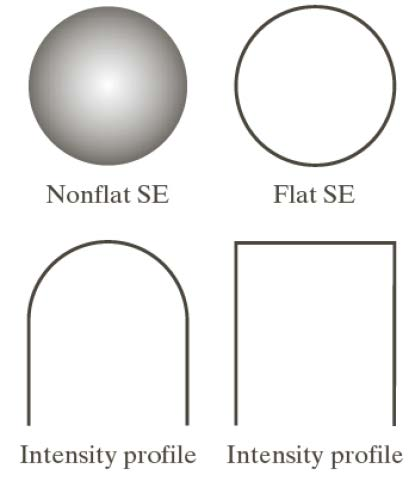 Nonflat SE
Flat SE
Intensity profile
Intensity profile